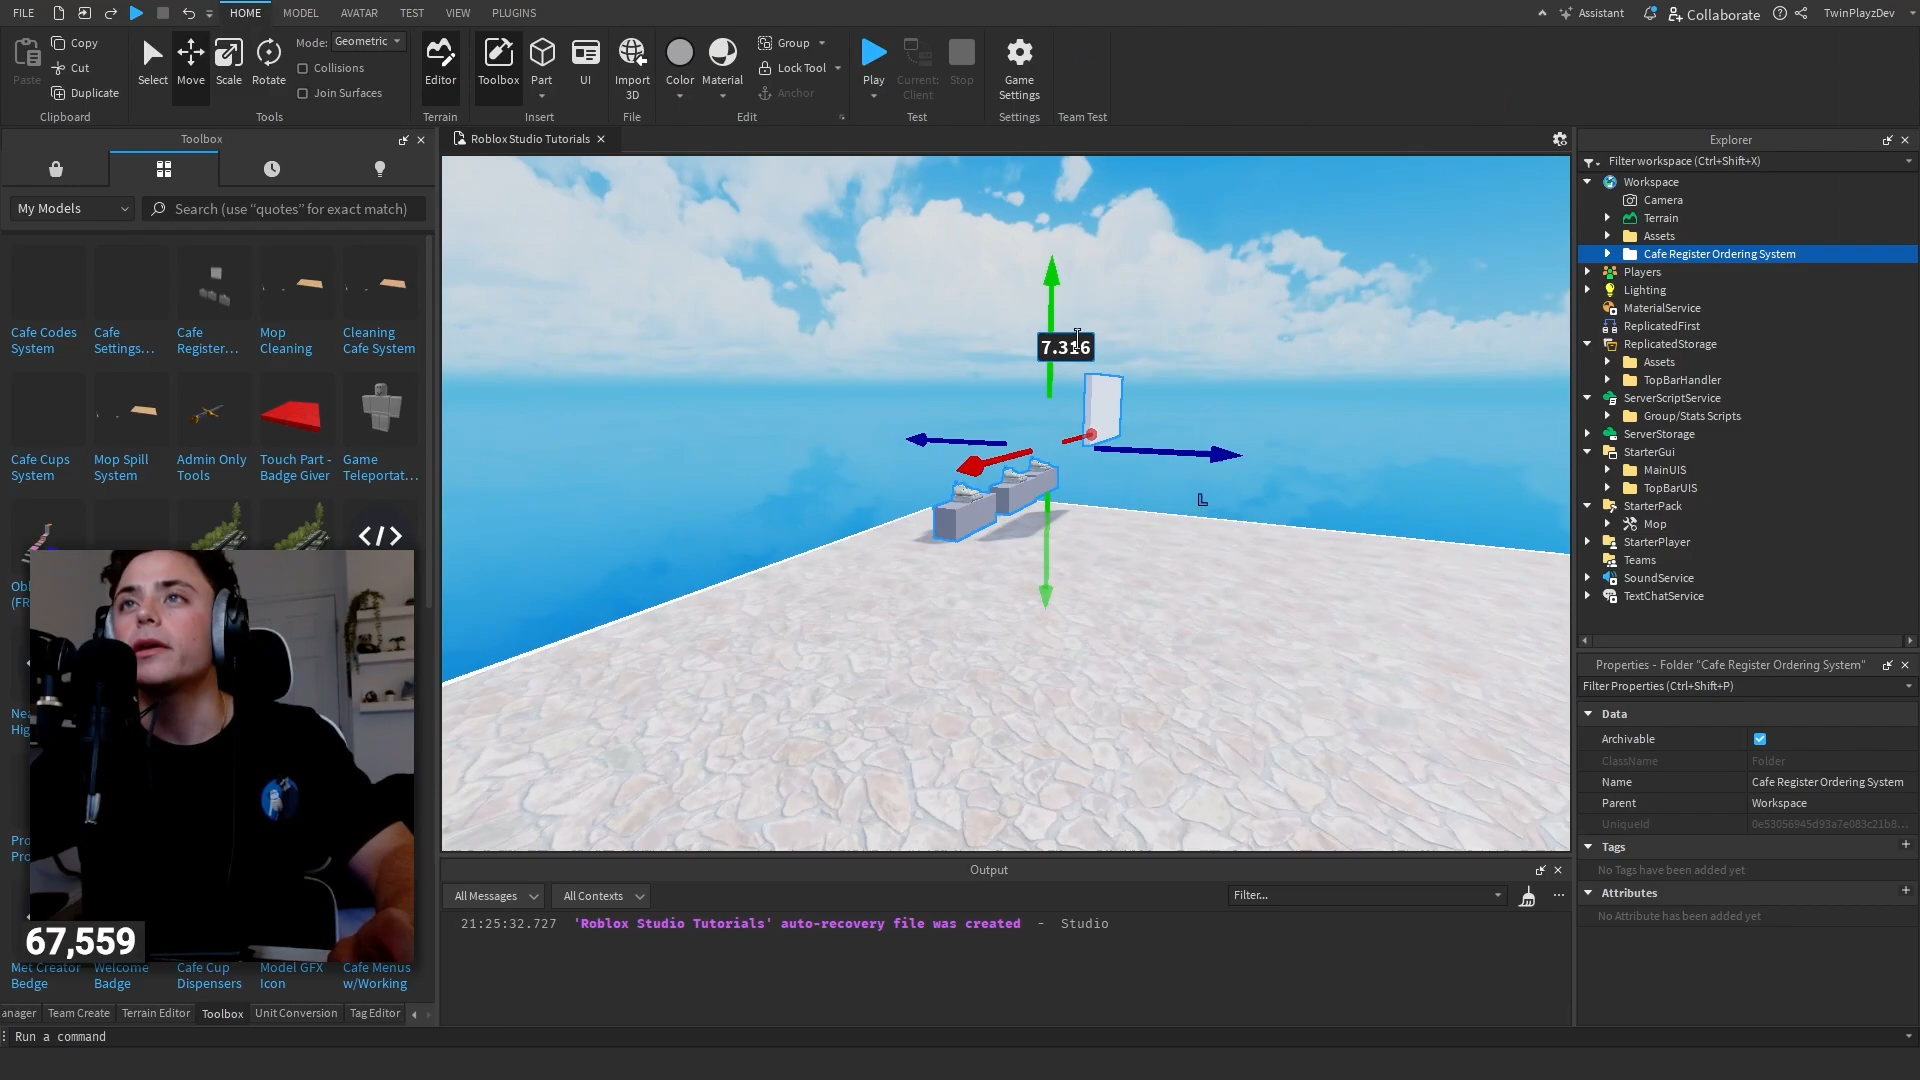 FILE
HOME
MODEL
AVATAR
TEST
VIEW
PLUGINS
Assistant
Collaborate
TwinPlayzDev
Paste
Copy
Cut
Duplicate
Clipboard
Select
Move
Scale
Rotate
Mode:
Geometric
Collisions
Join Surfaces
Tools
Editor
Terrain
Toolbox
Part
UI
Insert
Import
3D
File
Color
Material
Group
Lock Tool
Anchor
Edit
Play
Current:
Client
Stop
Test
Game
Settings
Settings
Team Test
Toolbox
My Models
Search (use “quotes” for exact match)
Cafe Codes
System
Cafe
Settings...
Cafe
Register...
Mop
Cleaning
Cleaning
Cafe System
Cafe Cups
System
Mop Spill
System
Admin Only
Tools
Touch Part -
Badge Giver
Game
Teleportat...
67,559
Met Creator
Bedge
Welcome
Badge
Cafe Cup
Dispensers
Model GFX
Icon
Cafe Menus
w/Working
anager
Team Create
Terrain Editor
Toolbox
Unit Conversion
Tag Editor
Run a command
Roblox Studio Tutorials
7.316
L
Output
All Messages
All Contexts
Filter...
21:25:32.727 'Roblox Studio Tutorials' auto-recovery file was created - Studio
Explorer
Filter workspace (Ctrl+Shift+X)
Workspace
Camera
Terrain
Assets
Cafe Register Ordering System
Players
Lighting
MaterialService
ReplicatedFirst
ReplicatedStorage
Assets
TopBarHandler
ServerScriptService
Group/Stats Scripts
ServerStorage
StarterGui
MainUIS
TopBarUIS
StarterPack
Mop
StarterPlayer
Teams
SoundService
TextChatService
Properties - Folder "Cafe Register Ordering System"
Filter Properties (Ctrl+Shift+P)
Data
Archivable
ClassName Folder
Name Cafe Register Ordering System
Parent Workspace
UniqueId 0e53056945d93a7e083c21b8...
Tags
No Tags have been added yet
Attributes
No Attribute has been added yet